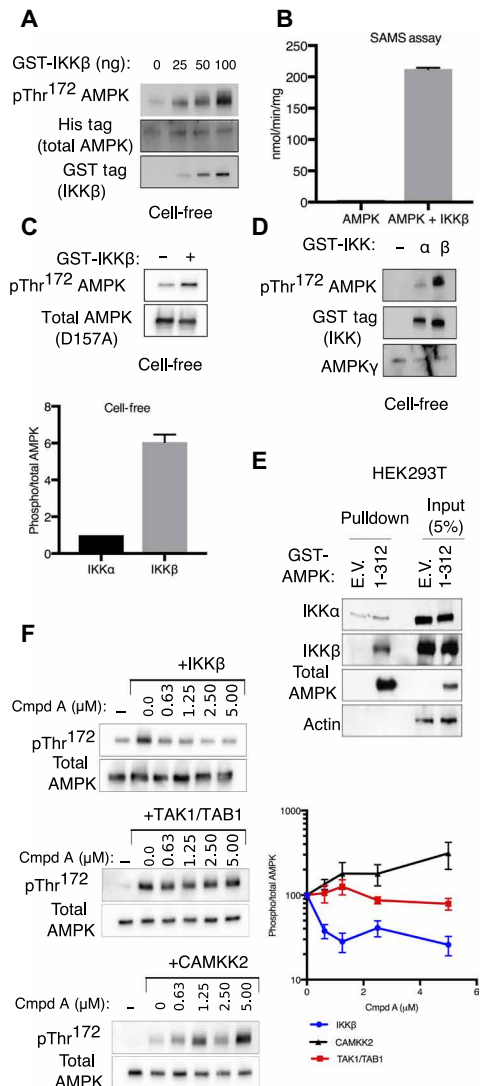 A
GST-IKKβ (ng): 0 25 50 100
pThr172 AMPK
His tag
(total AMPK)
GST tag
(IKKβ)
Cell-free
B
SAMS assay
nmol/min/mg
250
200
150
100
50
0
AMPK AMPK + IKKβ
C
GST-IKKβ: – +
pThr172 AMPK
Total AMPK
(D157A)
Cell-free
Cell-free
Phospho/total AMPK
8
6
4
2
0
IKKα IKKβ
D
GST-IKK: – α β
pThr172 AMPK
GST tag
(IKK)
AMPKγ
Cell-free
E
HEK293T
Pulldown Input
(5%)
GST-
AMPK: E.V. 1-312 E.V. 1-312
IKKα
IKKβ
Total
AMPK
Actin
F
+IKKβ
Cmpd A (μM): – 0.0 0.63 1.25 2.50 5.00
pThr172
Total
AMPK
+TAK1/TAB1
Cmpd A (μM): – 0.0 0.63 1.25 2.50 5.00
pThr172
Total
AMPK
+CAMKK2
Cmpd A (μM): – 0 0.63 1.25 2.50 5.00
pThr172
Total
AMPK
Phospho/total AMPK
1000
100
10
0 1 2 3 4 5 6
Cmpd A (μM)
IKKβ
CAMKK2
TAK1/TAB1